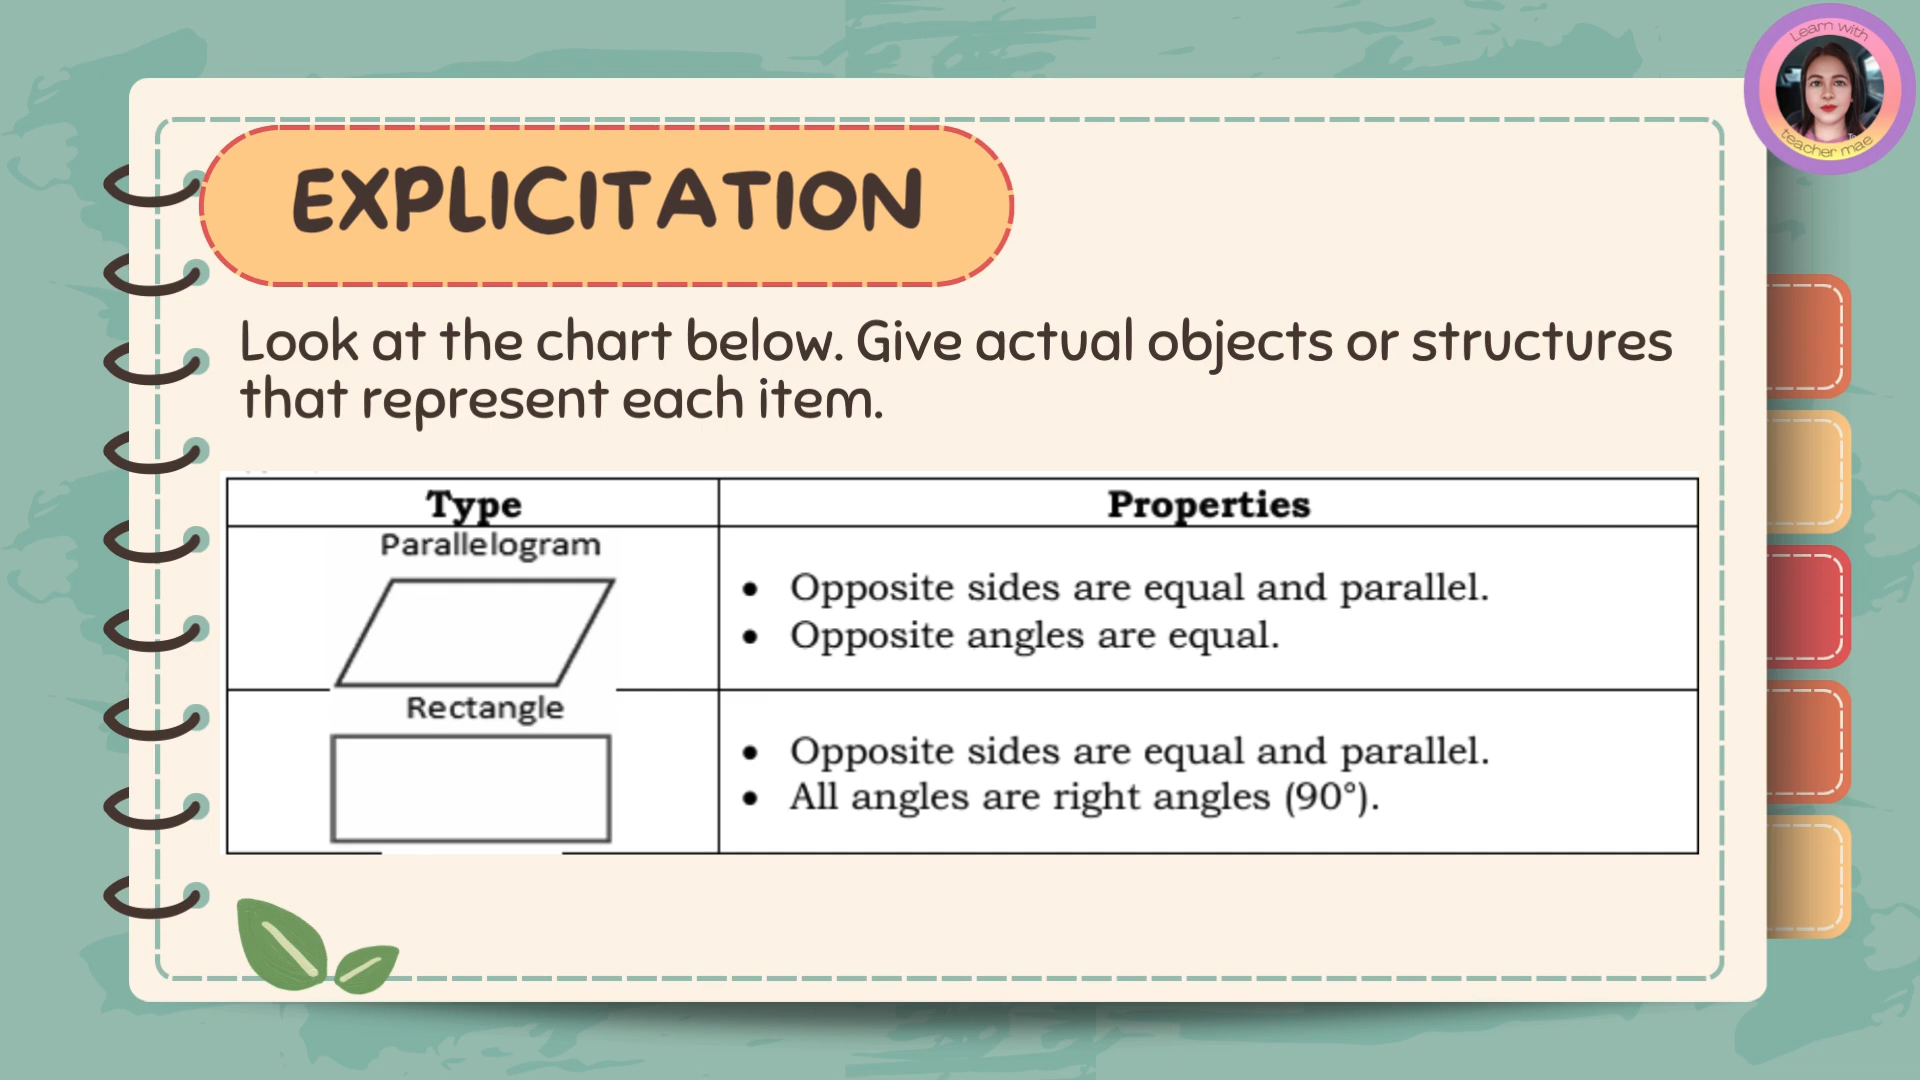 Learn with
teacher mae
EXPLICITATION
Look at the chart below. Give actual objects or structures
that represent each item.
Type
Properties
Parallelogram
• Opposite sides are equal and parallel.
• Opposite angles are equal.
Rectangle
• Opposite sides are equal and parallel.
• All angles are right angles (90°).